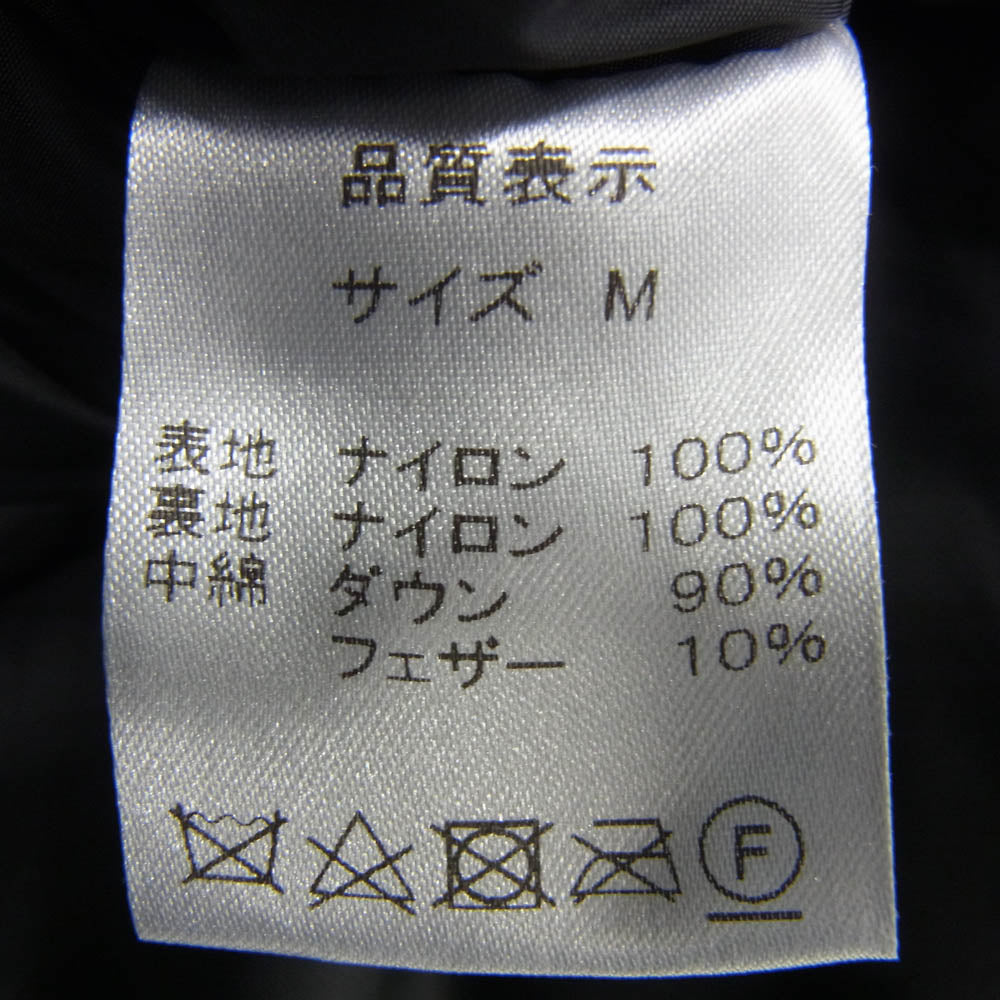 品質表示
サイズ M
表地 ナイロン 100%
裏地 ナイロン 100%
中綿 ダウン 90%
フェザー 10%
F